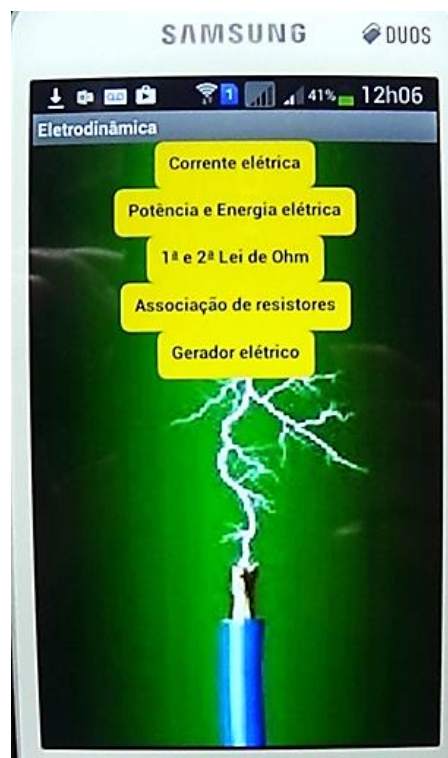 SAMSUNG DUOS
1 41% 12h06
Eletrodinâmica
Corrente elétrica
Potência e Energia elétrica
1ª e 2ª Lei de Ohm
Associação de resistores
Gerador elétrico